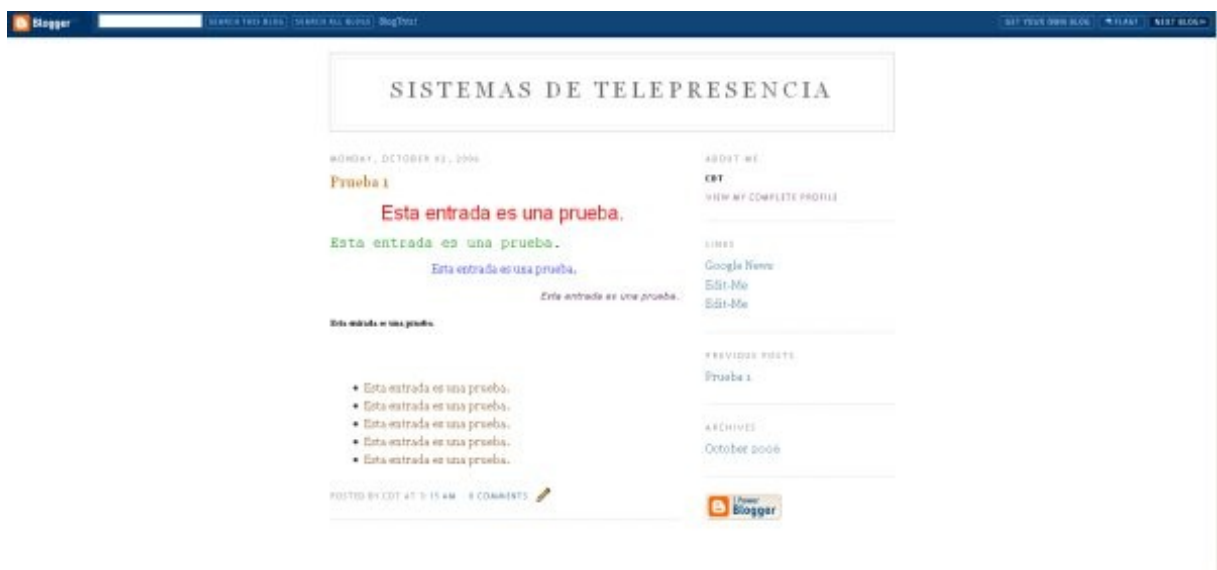 Blogger
SEARCH THIS BLOG SEARCH ALL BLOGS BlogThis!
GET YOUR OWN BLOG FLAG? NEXT BLOG»
SISTEMAS DE TELEPRESENCIA
MONDAY, OCTOBER 2006
Prueba 1
Esta entrada es una prueba.
Esta entrada es una prueba.
Esta entrada es una prueba.
Esta entrada es una prueba.
Esta entrada es una prueba.
• Esta entrada es una prueba.
• Esta entrada es una prueba.
• Esta entrada es una prueba.
• Esta entrada es una prueba.
• Esta entrada es una prueba.
POSTED BY CDT AT AM 0 COMMENTS
ABOUT ME
CDT
VIEW MY COMPLETE PROFILE
LINKS
Google News
Edit-Me
Edit-Me
PREVIOUS POSTS
Prueba 1
ARCHIVES
October 2006
I Power
Blogger